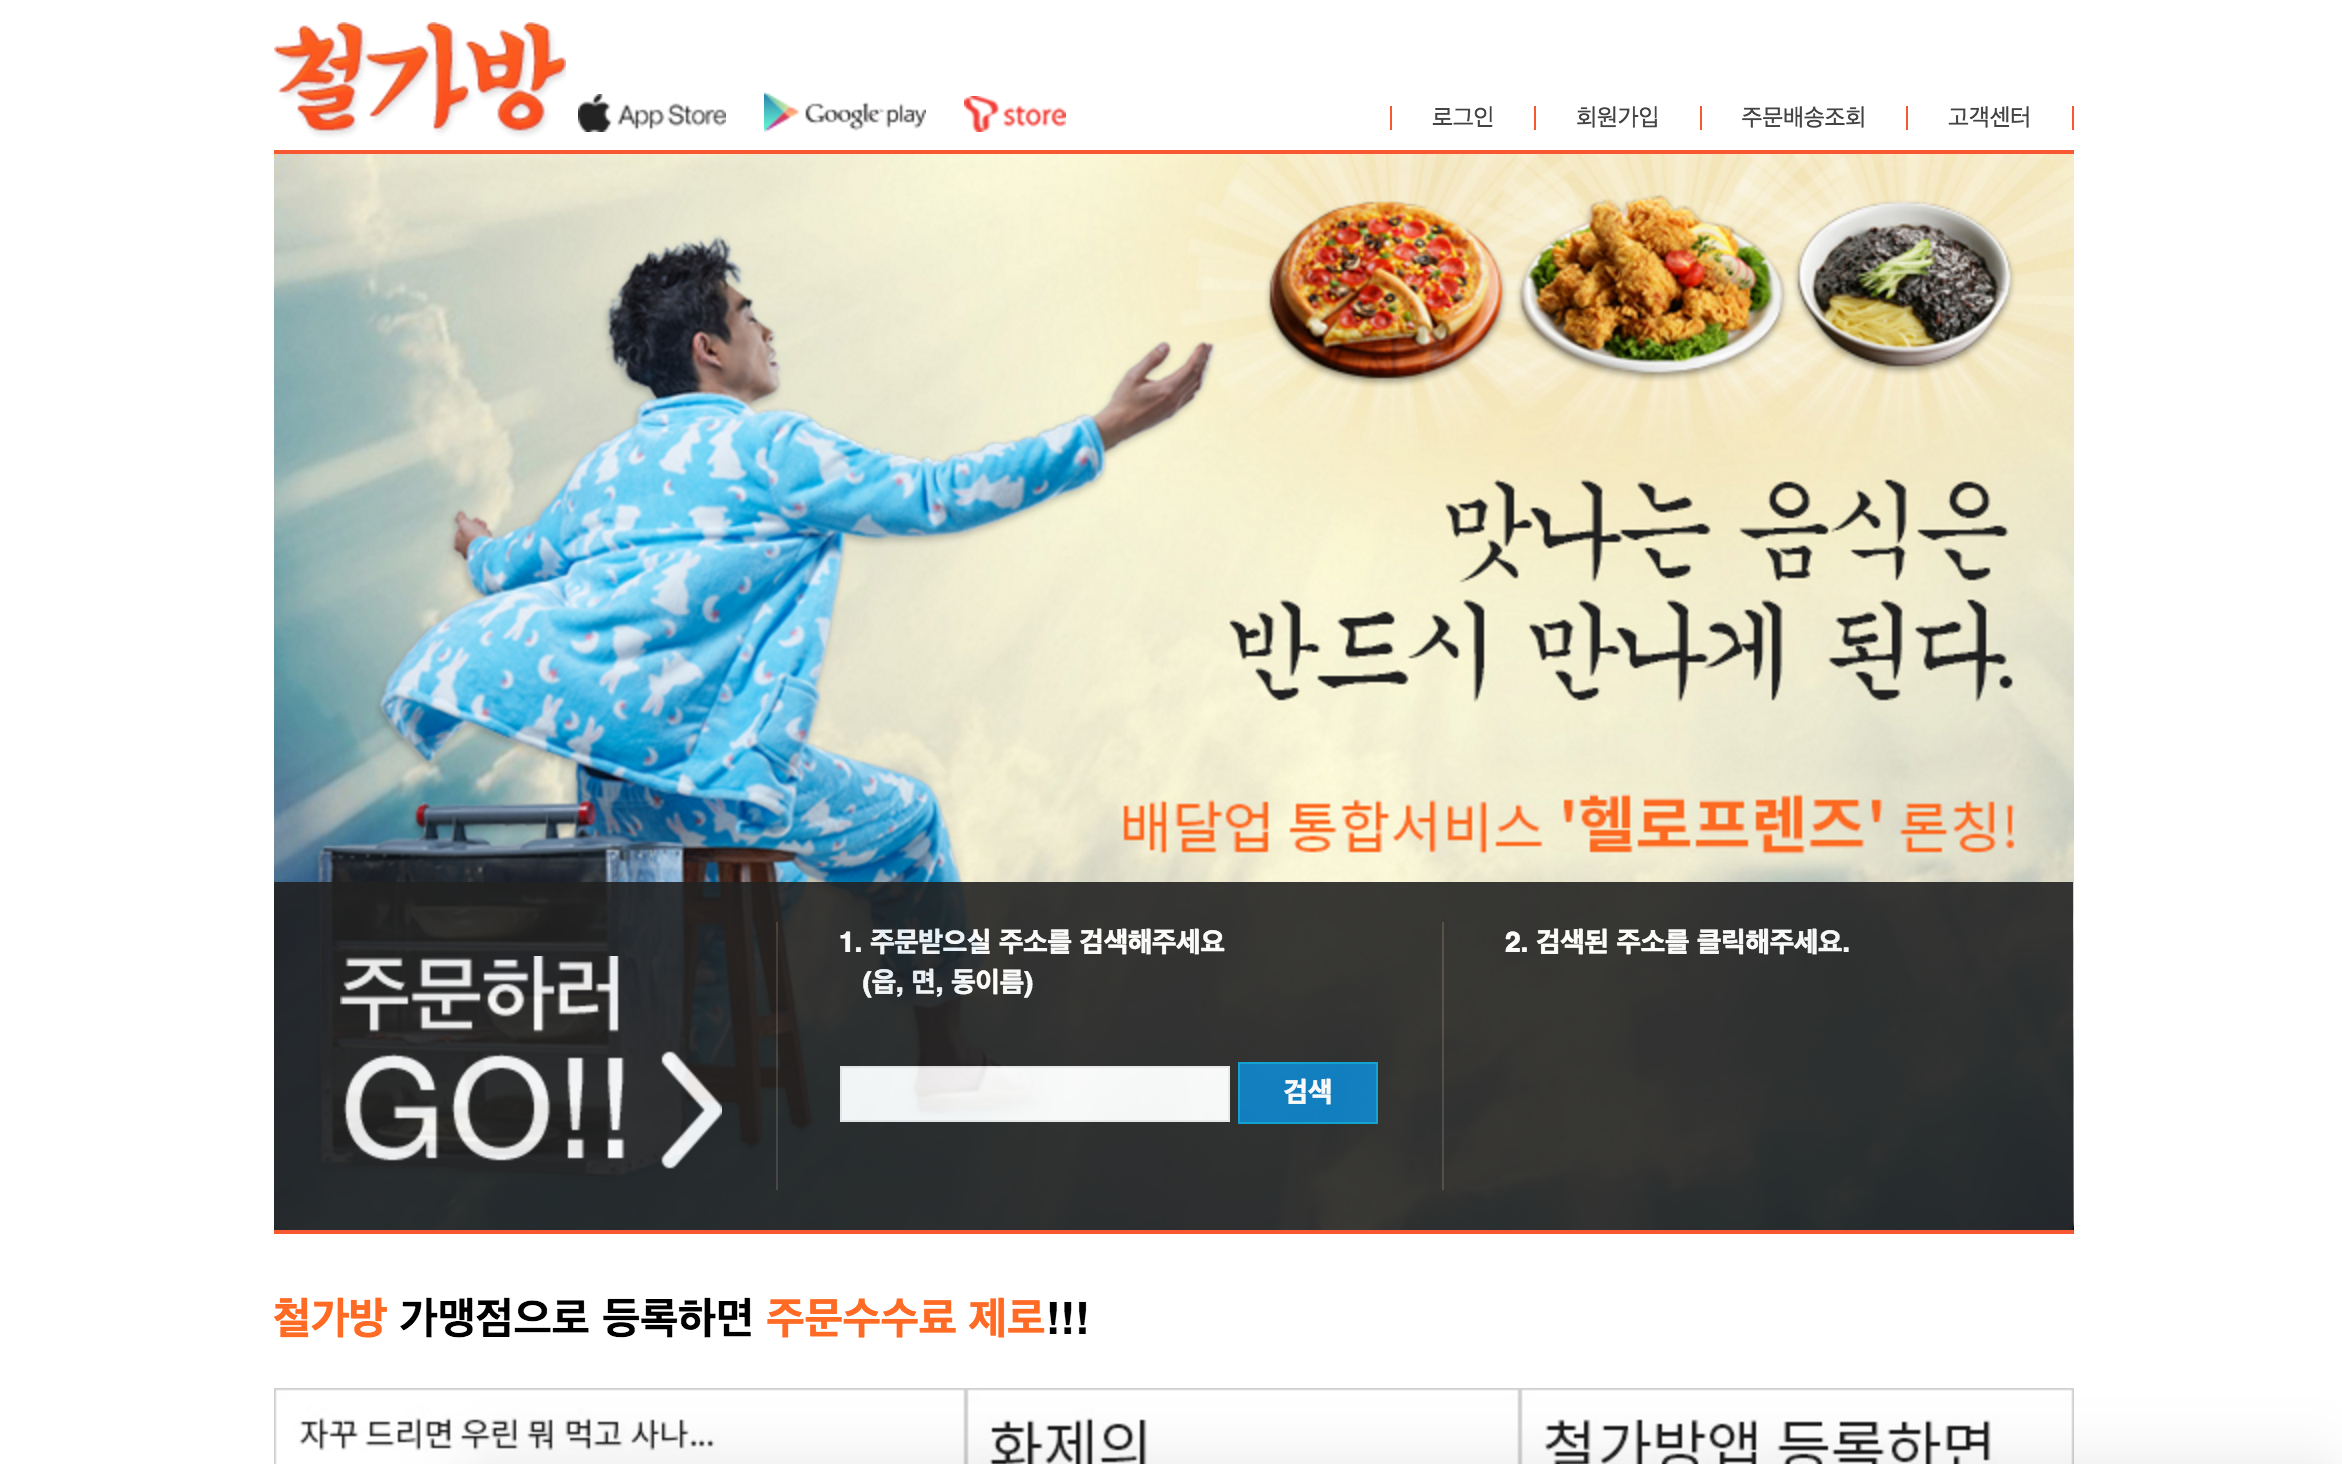 철가방
App Store
Google play
T store
로그인
회원가입
주문배송조회
고객센터
맛나는 음식은
반드시 만나게 된다.
배달업 통합서비스 '헬로프렌즈' 론칭!
주문하러
GO!!
1. 주문받으실 주소를 검색해주세요
(읍, 면, 동이름)
검색
2. 검색된 주소를 클릭해주세요.
철가방 가맹점으로 등록하면 주문수수료 제로!!!
자꾸 드리면 우린 뭐 먹고 사나...
화제의
철가방앱 등록하면